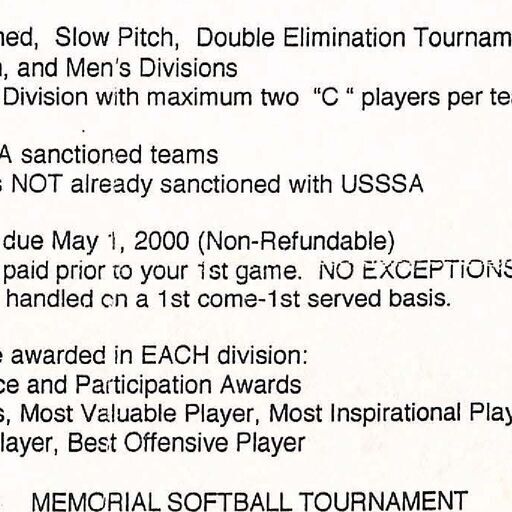 ned, Slow Pitch, Double Elimination Tournam
, and Men's Divisions
Division with maximum two "C " players per te
A sanctioned teams
s NOT already sanctioned with USSSA
due May 1, 2000 (Non-Refundable)
paid prior to your 1st game. NO EXCEPTIONS
handled on a 1st come-1st served basis.
e awarded in EACH division:
ce and Participation Awards
s, Most Valuable Player, Most Inspirational Play
layer, Best Offensive Player
MEMORIAL SOFTBALL TOURNAMENT